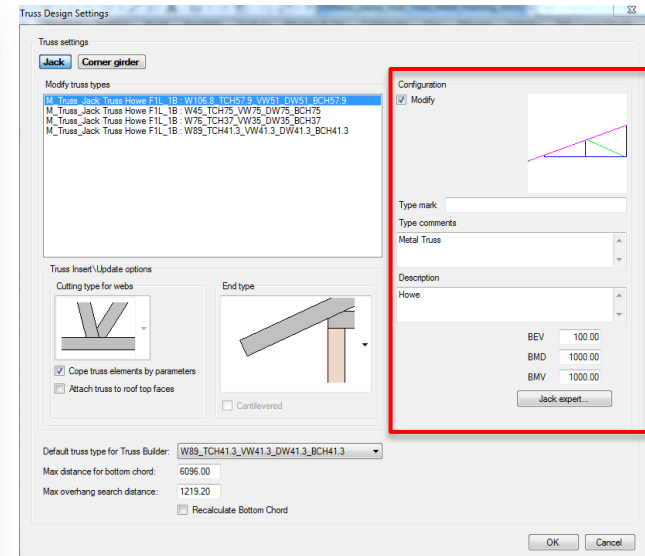 Truss Design Settings
Truss settings
Jack
Corner girder
Modify truss types
M_Truss_Jack Truss Howe F1L_1B : W106.8_TCH57.9_VW51_DW51_BCH57.9
M_Truss_Jack Truss Howe F1L_1B : W45_TCH75_VW75_DW75_BCH75
M_Truss_Jack Truss Howe F1L_1B : W76_TCH37_VW35_DW35_BCH37
M_Truss_Jack Truss Howe F1L_1B : W89_TCH41.3_VW41.3_DW41.3_BCH41.3
Configuration
Modify
Type mark
Type comments
Metal Truss
Description
Howe
BEV 100.00
BMD 1000.00
BMV 1000.00
Jack expert...
Truss Insert\Update options
Cutting type for webs
End type
Cope truss elements by parameters
Attach truss to roof top faces
Cantilevered
Default truss type for Truss Builder: W89_TCH41.3_VW41.3_DW41.3_BCH41.3
Max distance for bottom chord: 6096.00
Max overhang search distance: 1219.20
Recalculate Bottom Chord
OK
Cancel